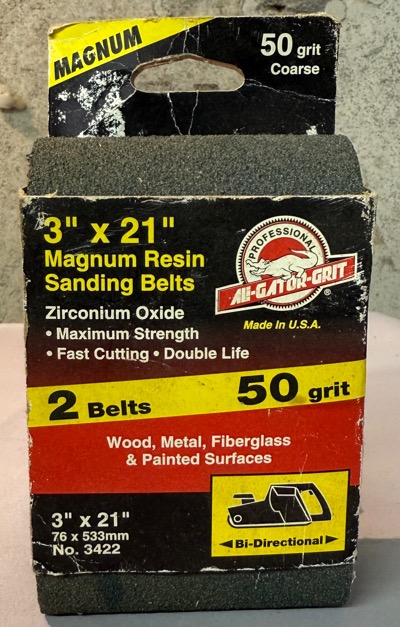 MAGNUM
50 grit
Coarse
3" x 21"
Magnum Resin
Sanding Belts
PROFESSIONAL
ALI-GATOR-GRIT®
Made In U.S.A.
Zirconium Oxide
• Maximum Strength
• Fast Cutting • Double Life
2 Belts
50 grit
Wood, Metal, Fiberglass
& Painted Surfaces
3" x 21"
76 x 533mm
No. 3422
◄Bi-Directional►